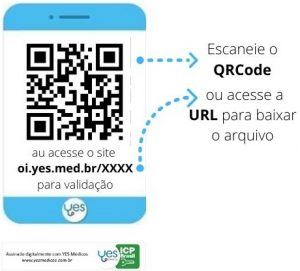 yes
au acesse o site
oi.yes.med.br/XXXX
para validação
yes
Escaneie o
QRCode
ou acesse a
URL para baixar
o arquivo
Assinado digitalmente com YES Médicos
www.yesmedicos.com.br
yes
ICP
Brasil